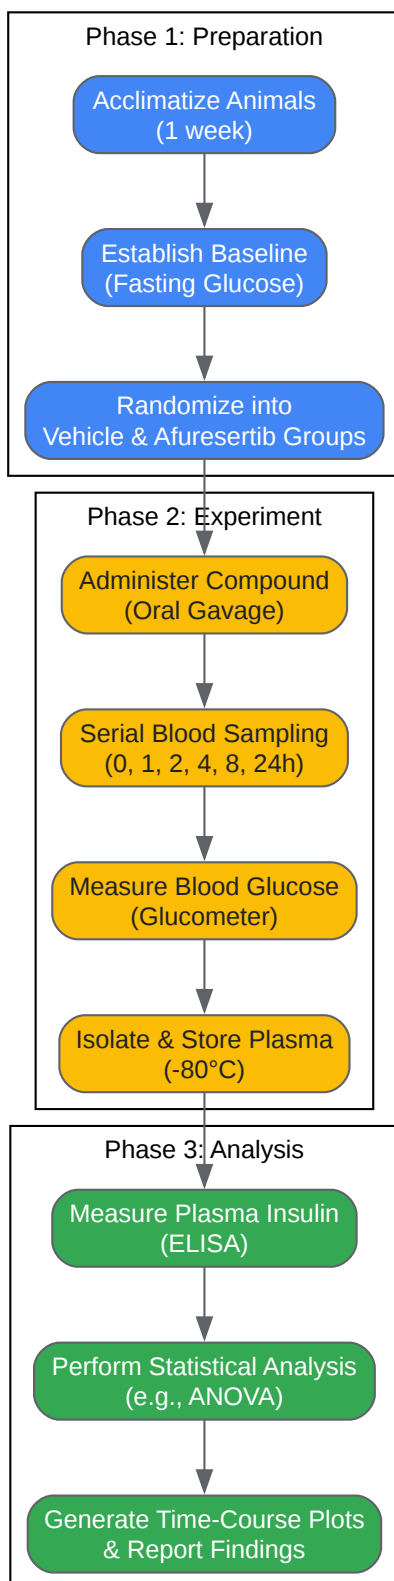 Phase 1: Preparation
Acclimatize Animals
(1 week)
Establish Baseline
(Fasting Glucose)
Randomize into
Vehicle & Afuresertib Groups
Phase 2: Experiment
Administer Compound
(Oral Gavage)
Serial Blood Sampling
(0, 1, 2, 4, 8, 24h)
Measure Blood Glucose
(Glucometer)
Isolate & Store Plasma
(-80°C)
Phase 3: Analysis
Measure Plasma Insulin
(ELISA)
Perform Statistical Analysis
(e.g., ANOVA)
Generate Time-Course Plots
& Report Findings